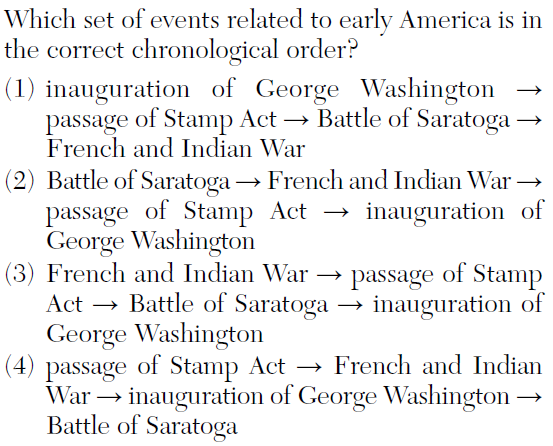 Which set of events related to early America is in
the correct chronological order?
(1) inauguration of George Washington →
passage of Stamp Act → Battle of Saratoga →
French and Indian War
(2) Battle of Saratoga → French and Indian War →
passage of Stamp Act → inauguration of
George Washington
(3) French and Indian War → passage of Stamp
Act → Battle of Saratoga → inauguration of
George Washington
(4) passage of Stamp Act → French and Indian
War → inauguration of George Washington →
Battle of Saratoga